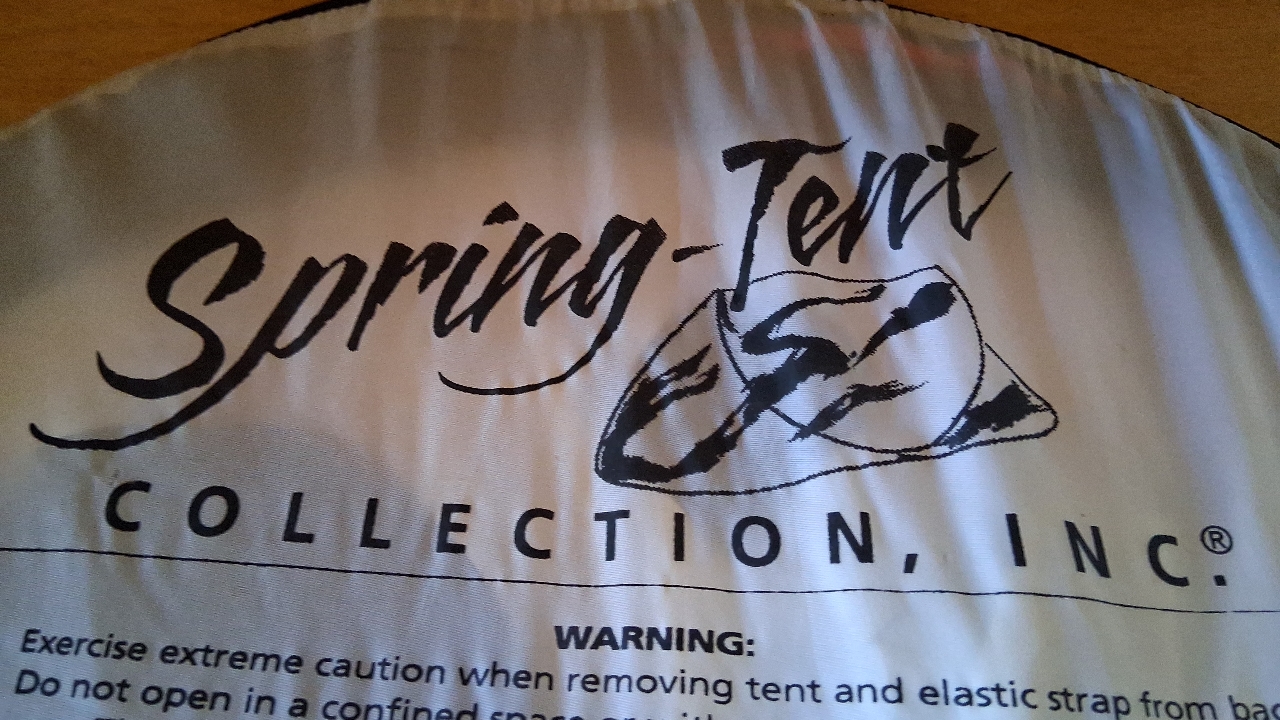 Spring-Tent
COLLECTION, INC.®
WARNING:
Exercise extreme caution when removing tent and elastic strap from
Do not open in a confined